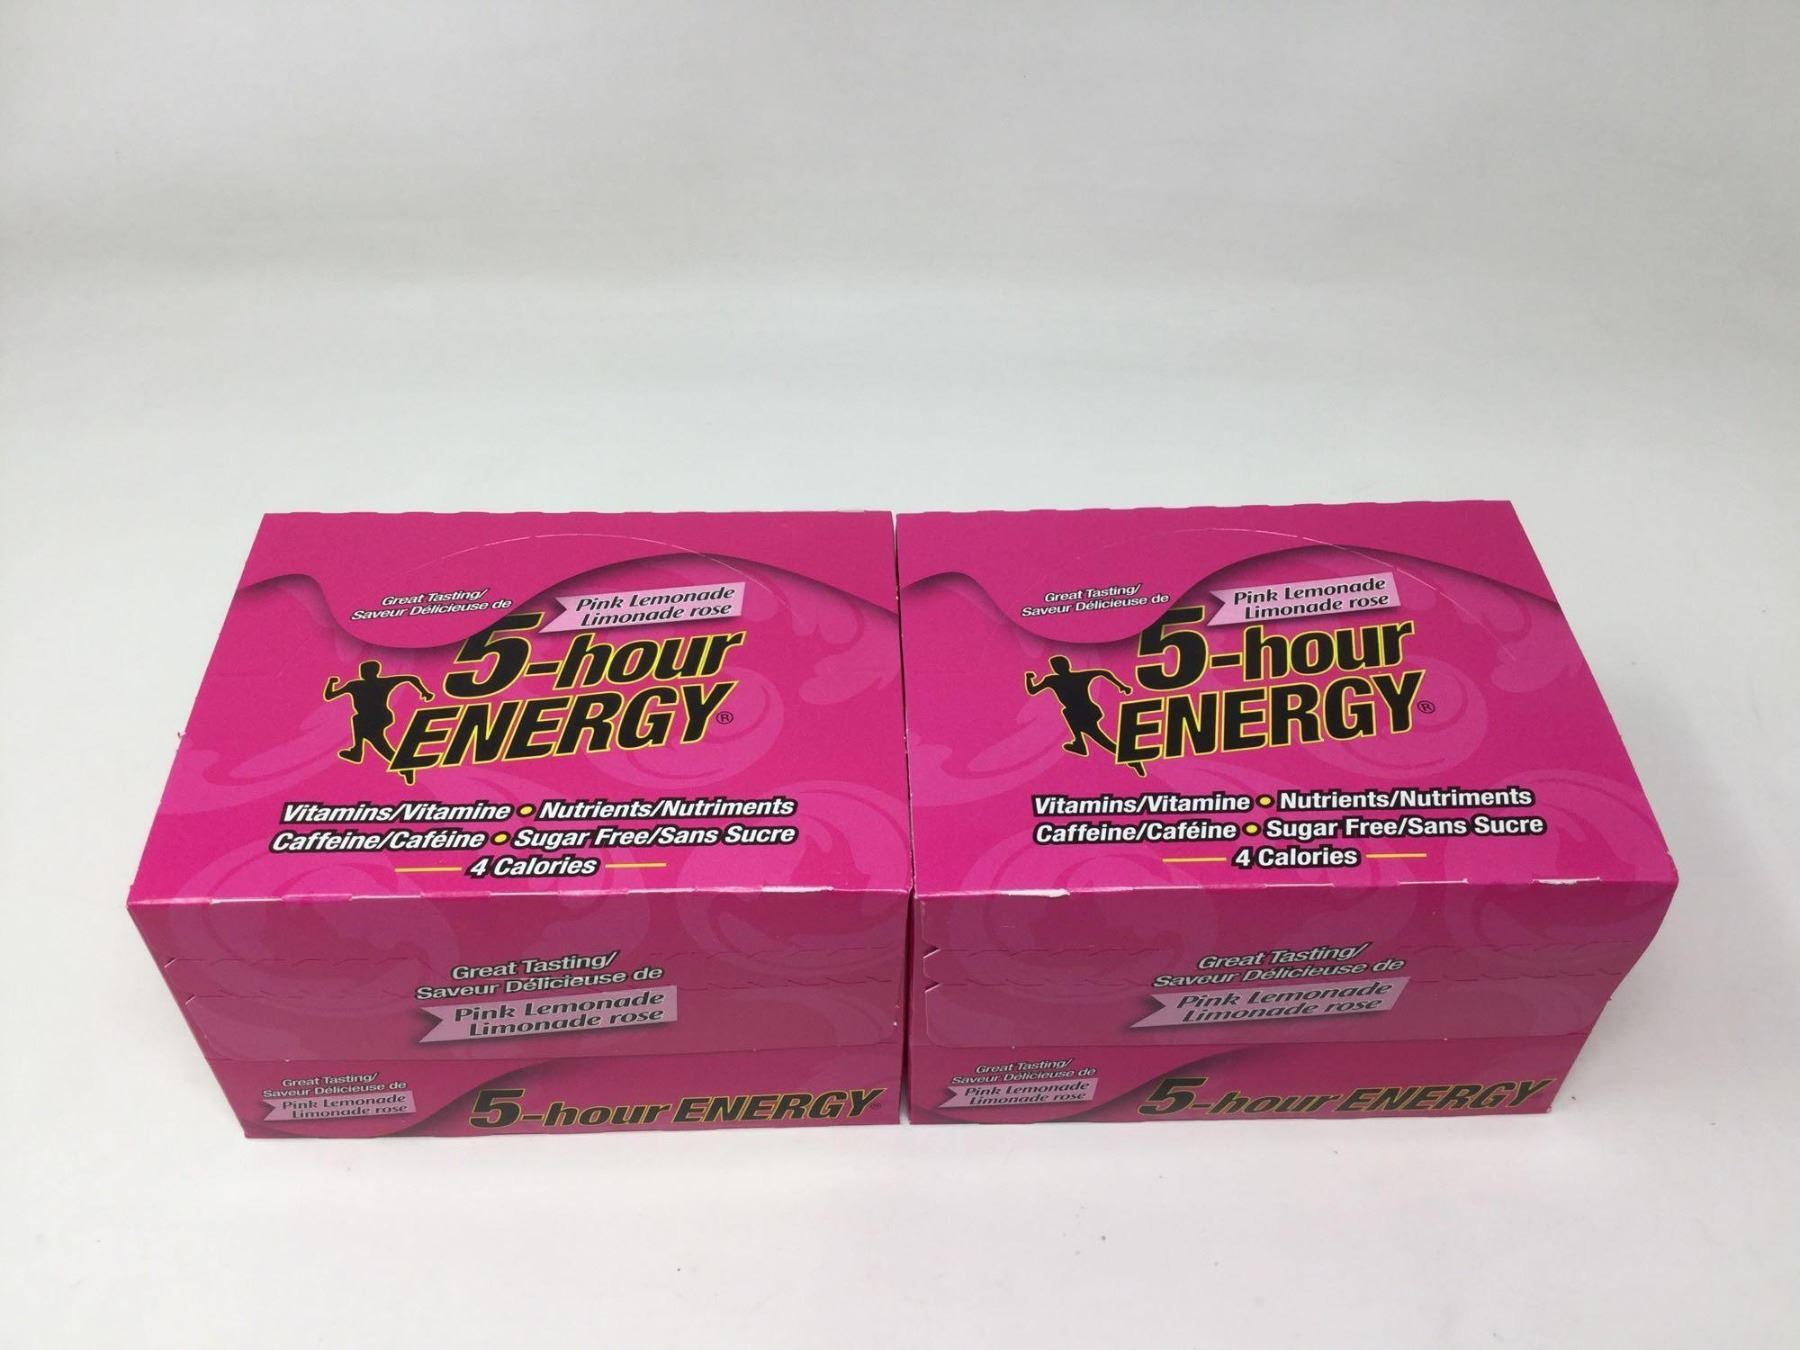 Great Tasting/
Saveur Délicieuse de
Pink Lemonade
Limonade rose
5-hour
ENERGY®
Vitamins/Vitamine • Nutrients/Nutriments
Caffeine/Caféine • Sugar Free/Sans Sucre
4 Calories
Great Tasting/
Saveur Délicieuse de
Pink Lemonade
Limonade rose
Great Tasting/
Saveur Délicieuse de
Pink Lemonade
Limonade rose
5-hour ENERGY®
Great Tasting/
Saveur Délicieuse de
Pink Lemonade
Limonade rose
5-hour
ENERGY®
Vitamins/Vitamine • Nutrients/Nutriments
Caffeine/Caféine • Sugar Free/Sans Sucre
4 Calories
Great Tasting/
Saveur Délicieuse de
Pink Lemonade
Limonade rose
Great Tasting/
Saveur Délicieuse de
Pink Lemonade
Limonade rose
5-hour ENERGY